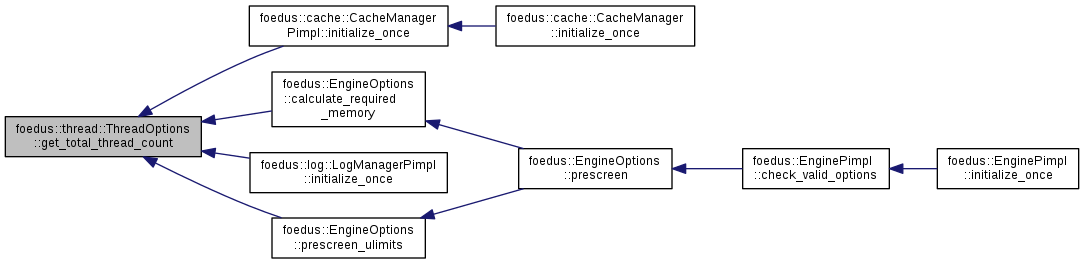 foedus::thread::ThreadOptions
::get_total_thread_count
foedus::cache::CacheManager
Pimpl::initialize_once
foedus::cache::CacheManager
::initialize_once
foedus::EngineOptions
::calculate_required
_memory
foedus::log::LogManagerPimpl
::initialize_once
foedus::EngineOptions
::prescreen_ulimits
foedus::EngineOptions
::prescreen
foedus::EnginePimpl
::check_valid_options
foedus::EnginePimpl
::initialize_once